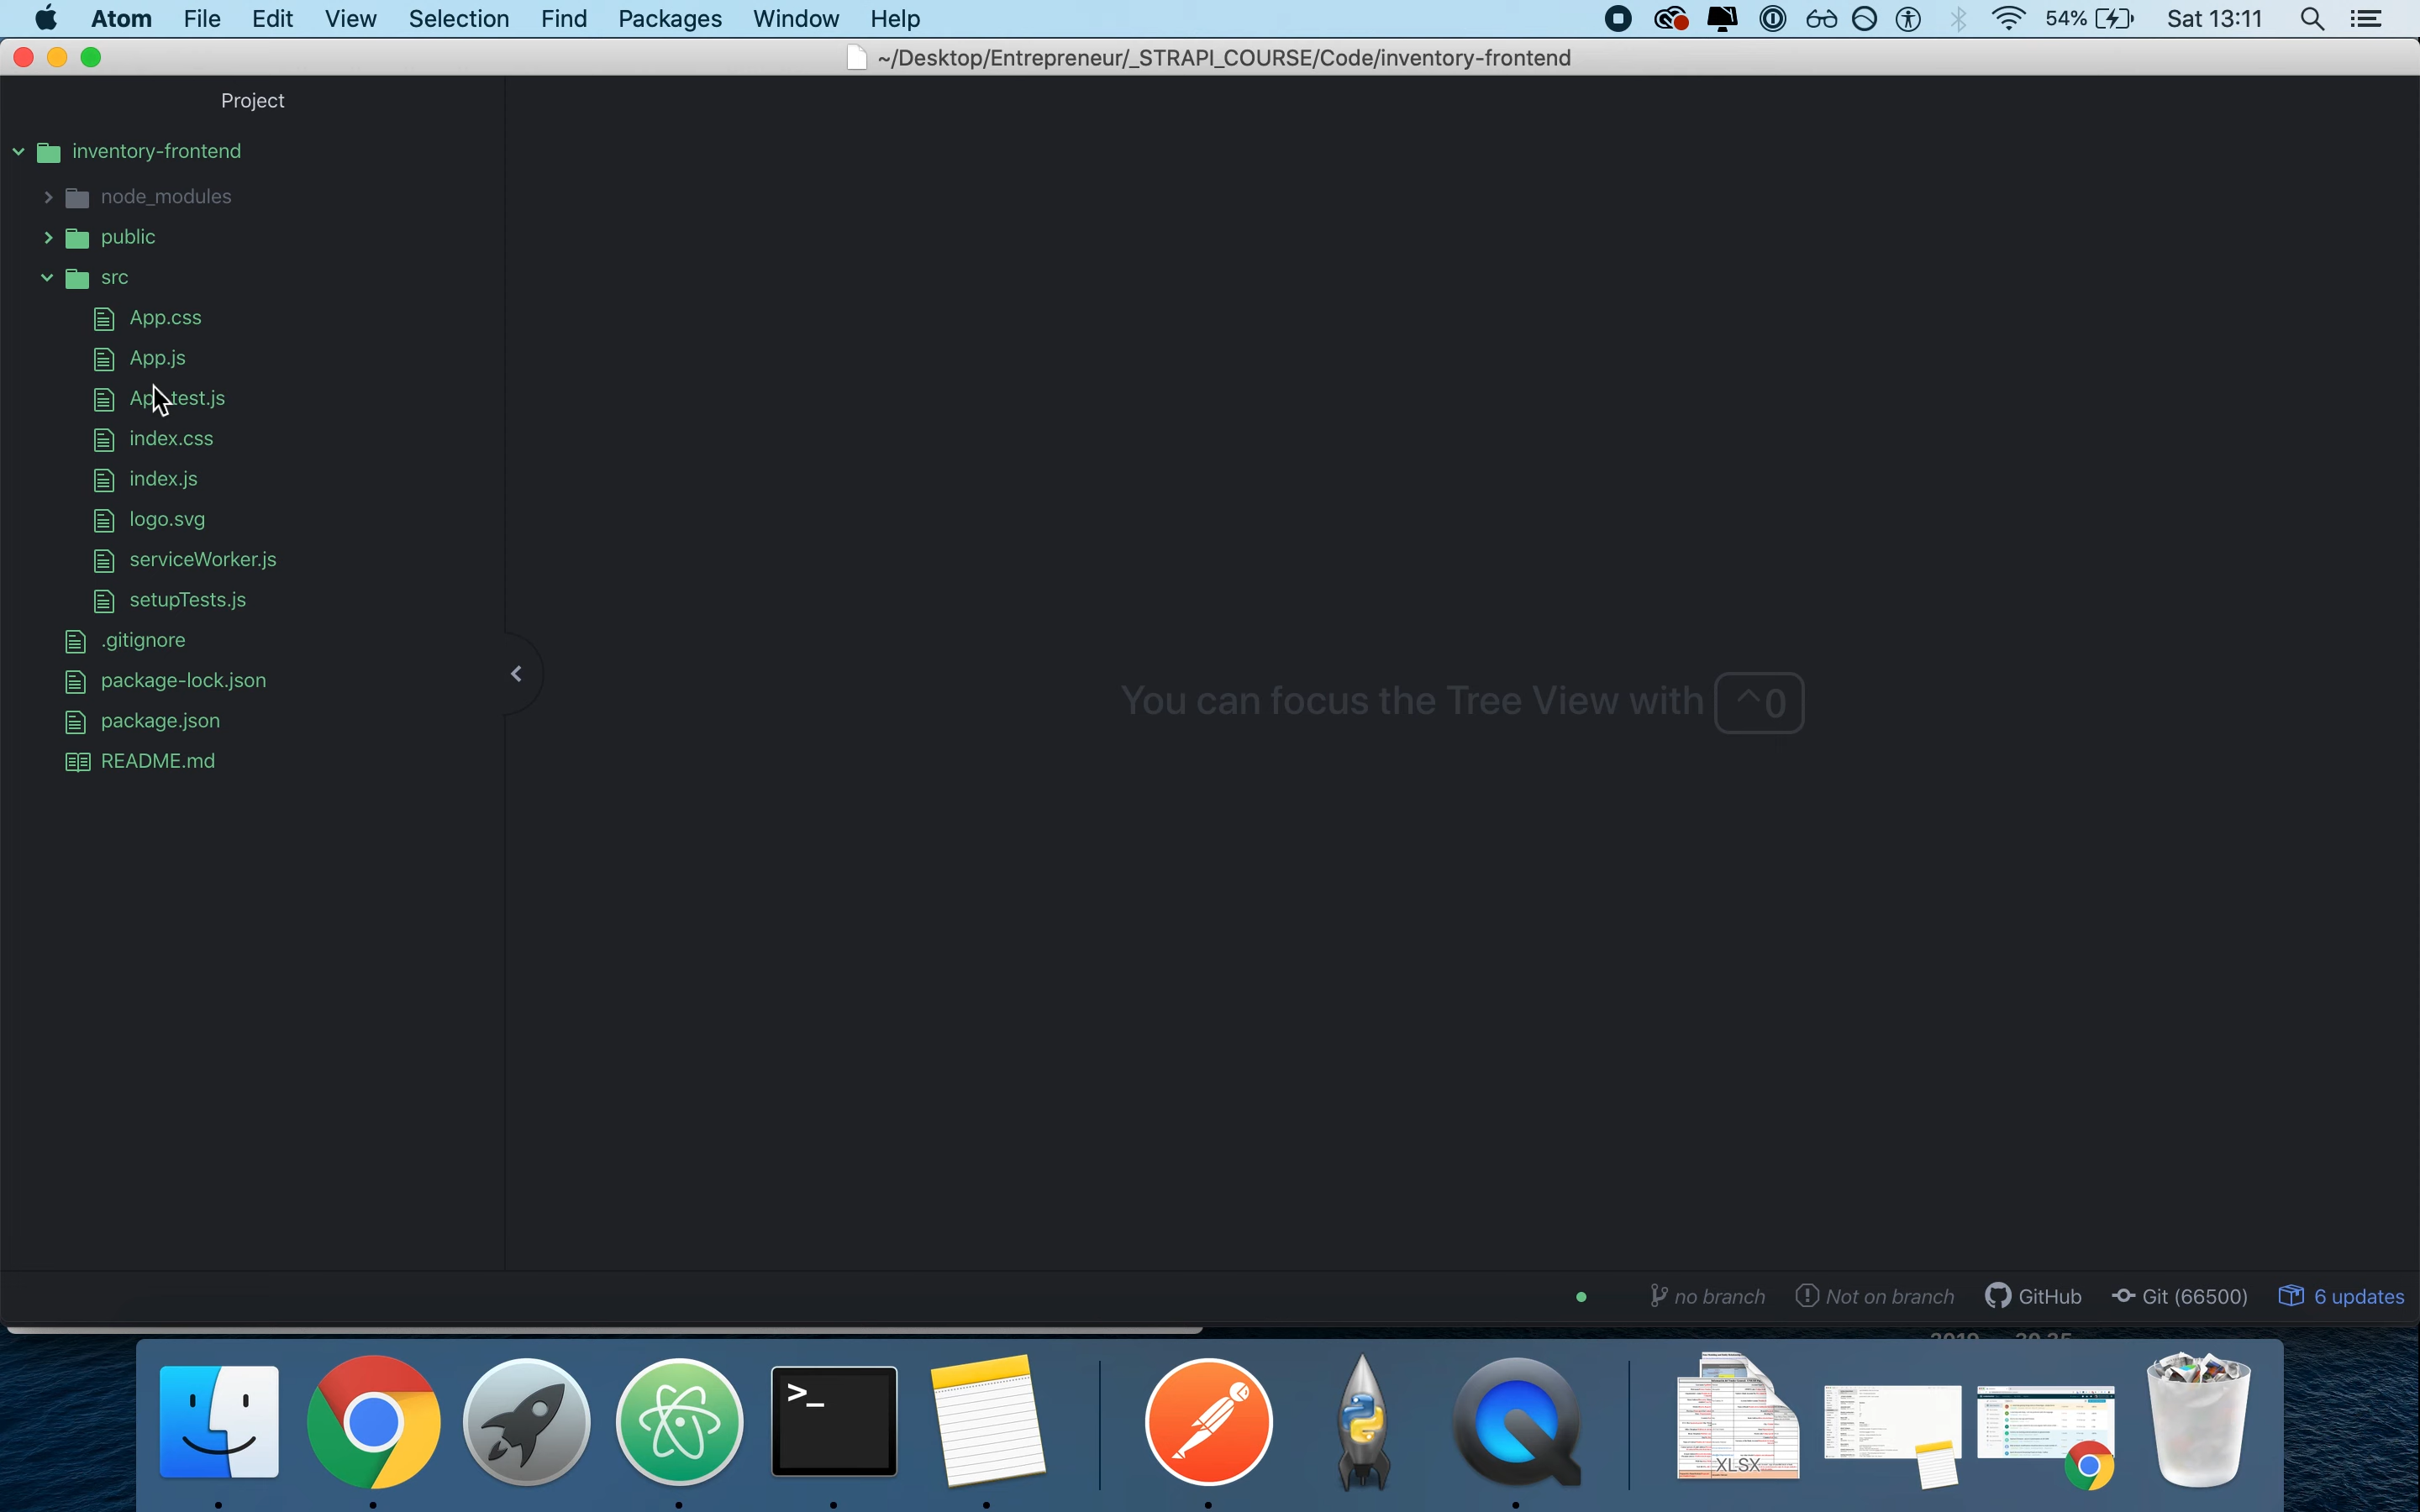 Atom File Edit View Selection Find Packages Window Help 54% Sat 13:11
~/Desktop/Entrepreneur/_STRAPI_COURSE/Code/inventory-frontend
Project
inventory-frontend
node_modules
public
src
App.css
App.js
App.test.js
index.css
index.js
logo.svg
serviceWorker.js
setupTests.js
.gitignore
package-lock.json
package.json
README.md
You can focus the Tree View with ^0
no branch Not on branch GitHub Git (66500) 6 updates
>_
XLSX